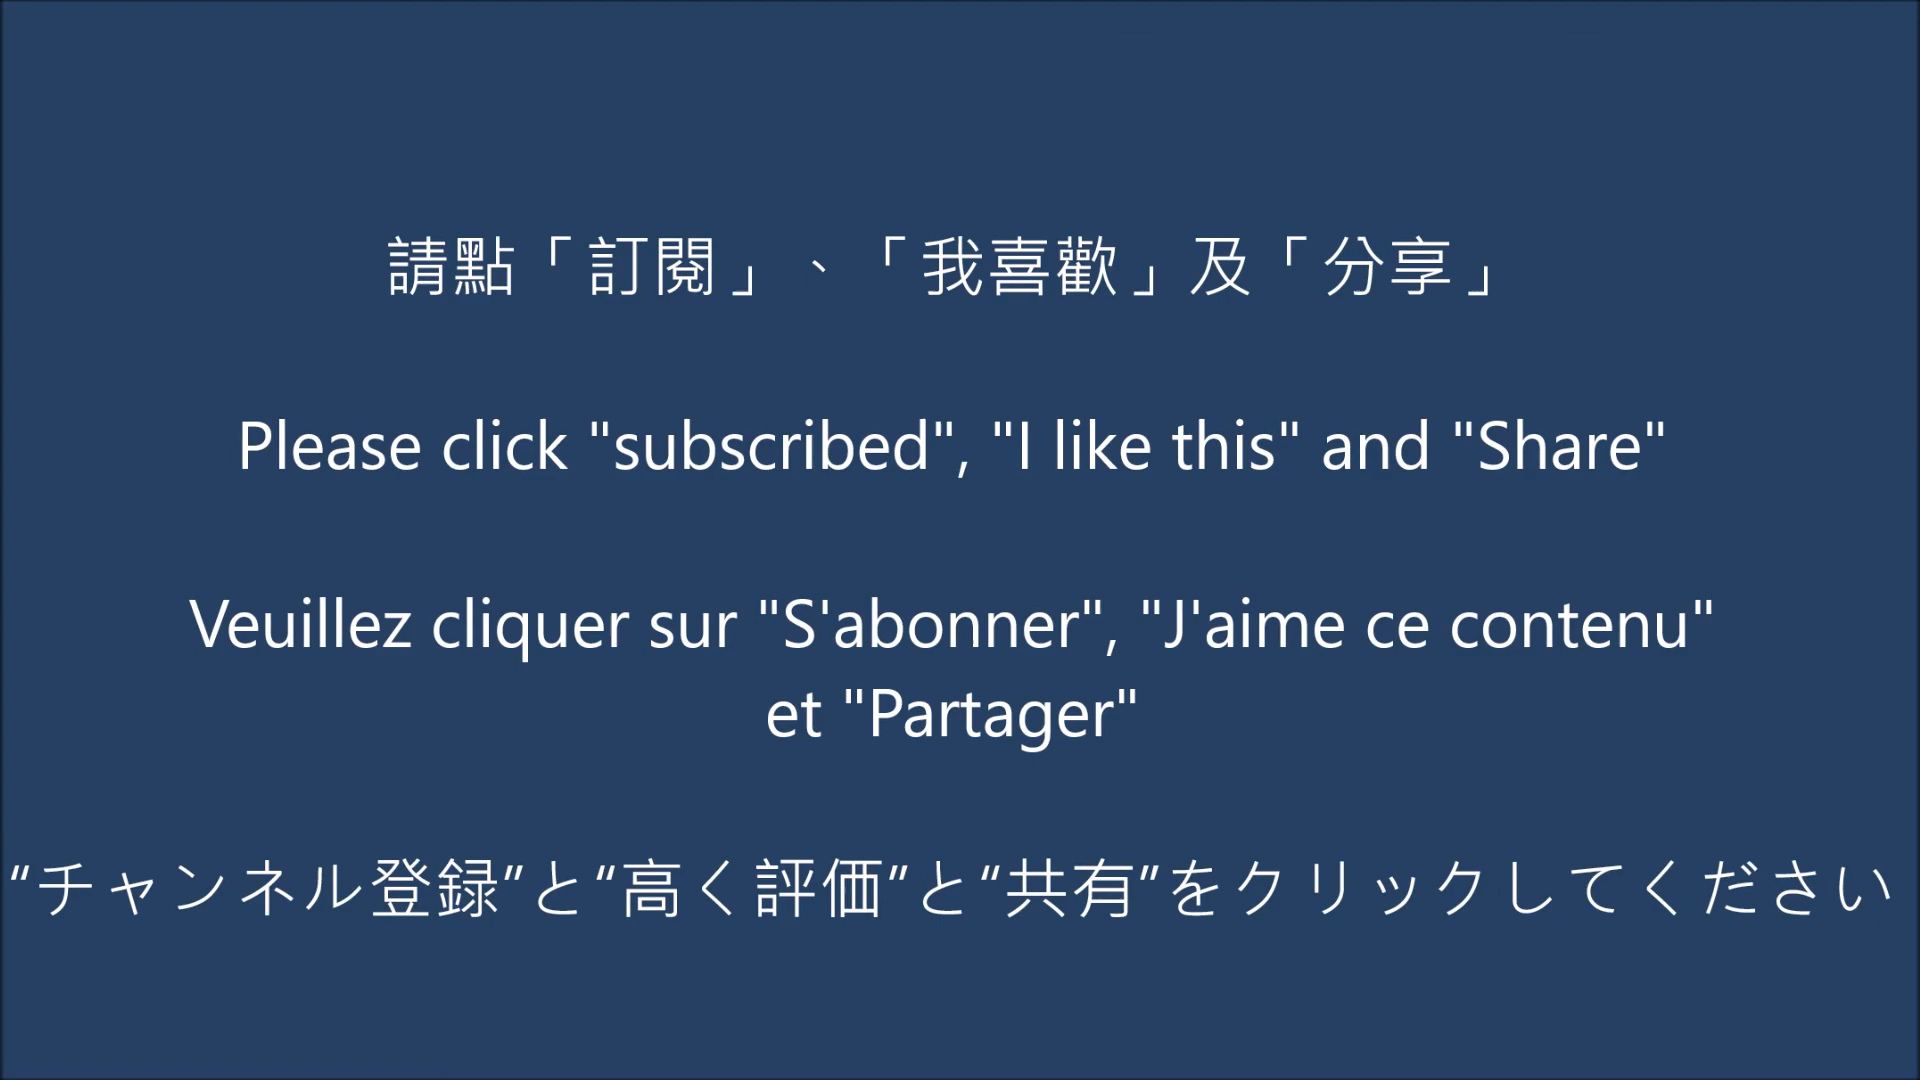 請點「訂閱」、「我喜歡」及「分享」
Please click "subscribed", "I like this" and "Share"
Veuillez cliquer sur "S'abonner", "J'aime ce contenu"
et "Partager"
“チャンネル登録”と“高く評価”と“共有”をクリックしてください